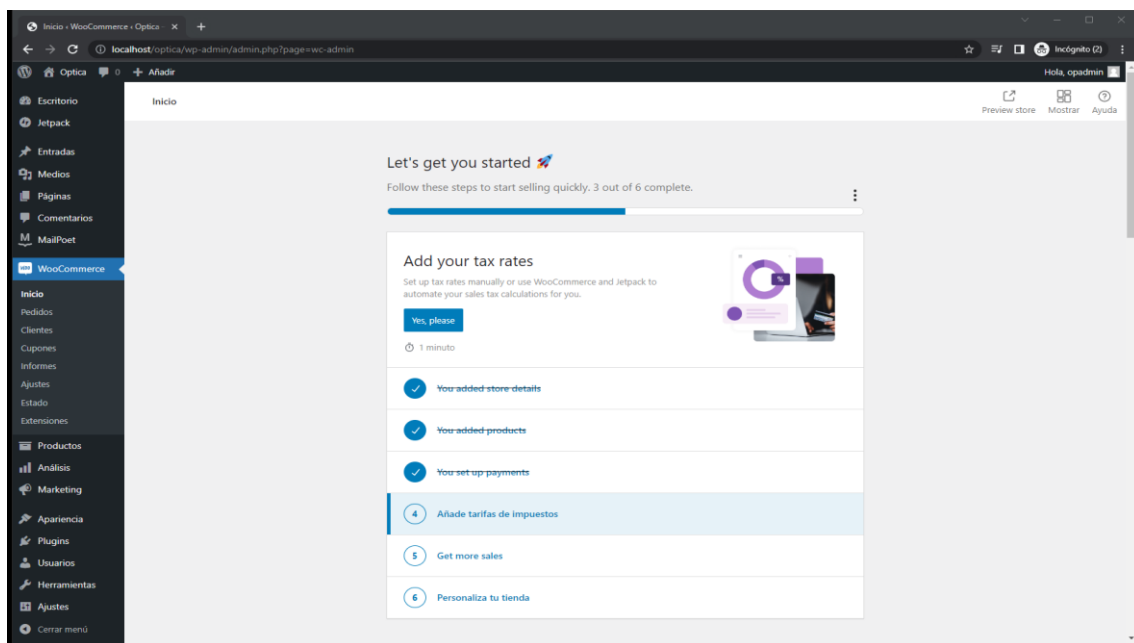 Inicio ‹ WooCommerce ‹ Optica
localhost/optica/wp-admin/admin.php?page=wc-admin
Incógnito (2)
Optica
0
Añadir
Hola, opadmin
Escritorio
Jetpack
Entradas
Medios
Páginas
Comentarios
MailPoet
WooCommerce
Inicio
Pedidos
Clientes
Cupones
Informes
Ajustes
Estado
Extensiones
Productos
Análisis
Marketing
Apariencia
Plugins
Usuarios
Herramientas
Ajustes
Cerrar menú
Inicio
Preview store
Mostrar
Ayuda
Let's get you started 🚀
Follow these steps to start selling quickly. 3 out of 6 complete.
Add your tax rates
Set up tax rates manually or use WooCommerce and Jetpack to
automate your sales tax calculations for you.
Yes, please
1 minuto
%
You added store details
You added products
You set up payments
4 Añade tarifas de impuestos
5 Get more sales
6 Personaliza tu tienda